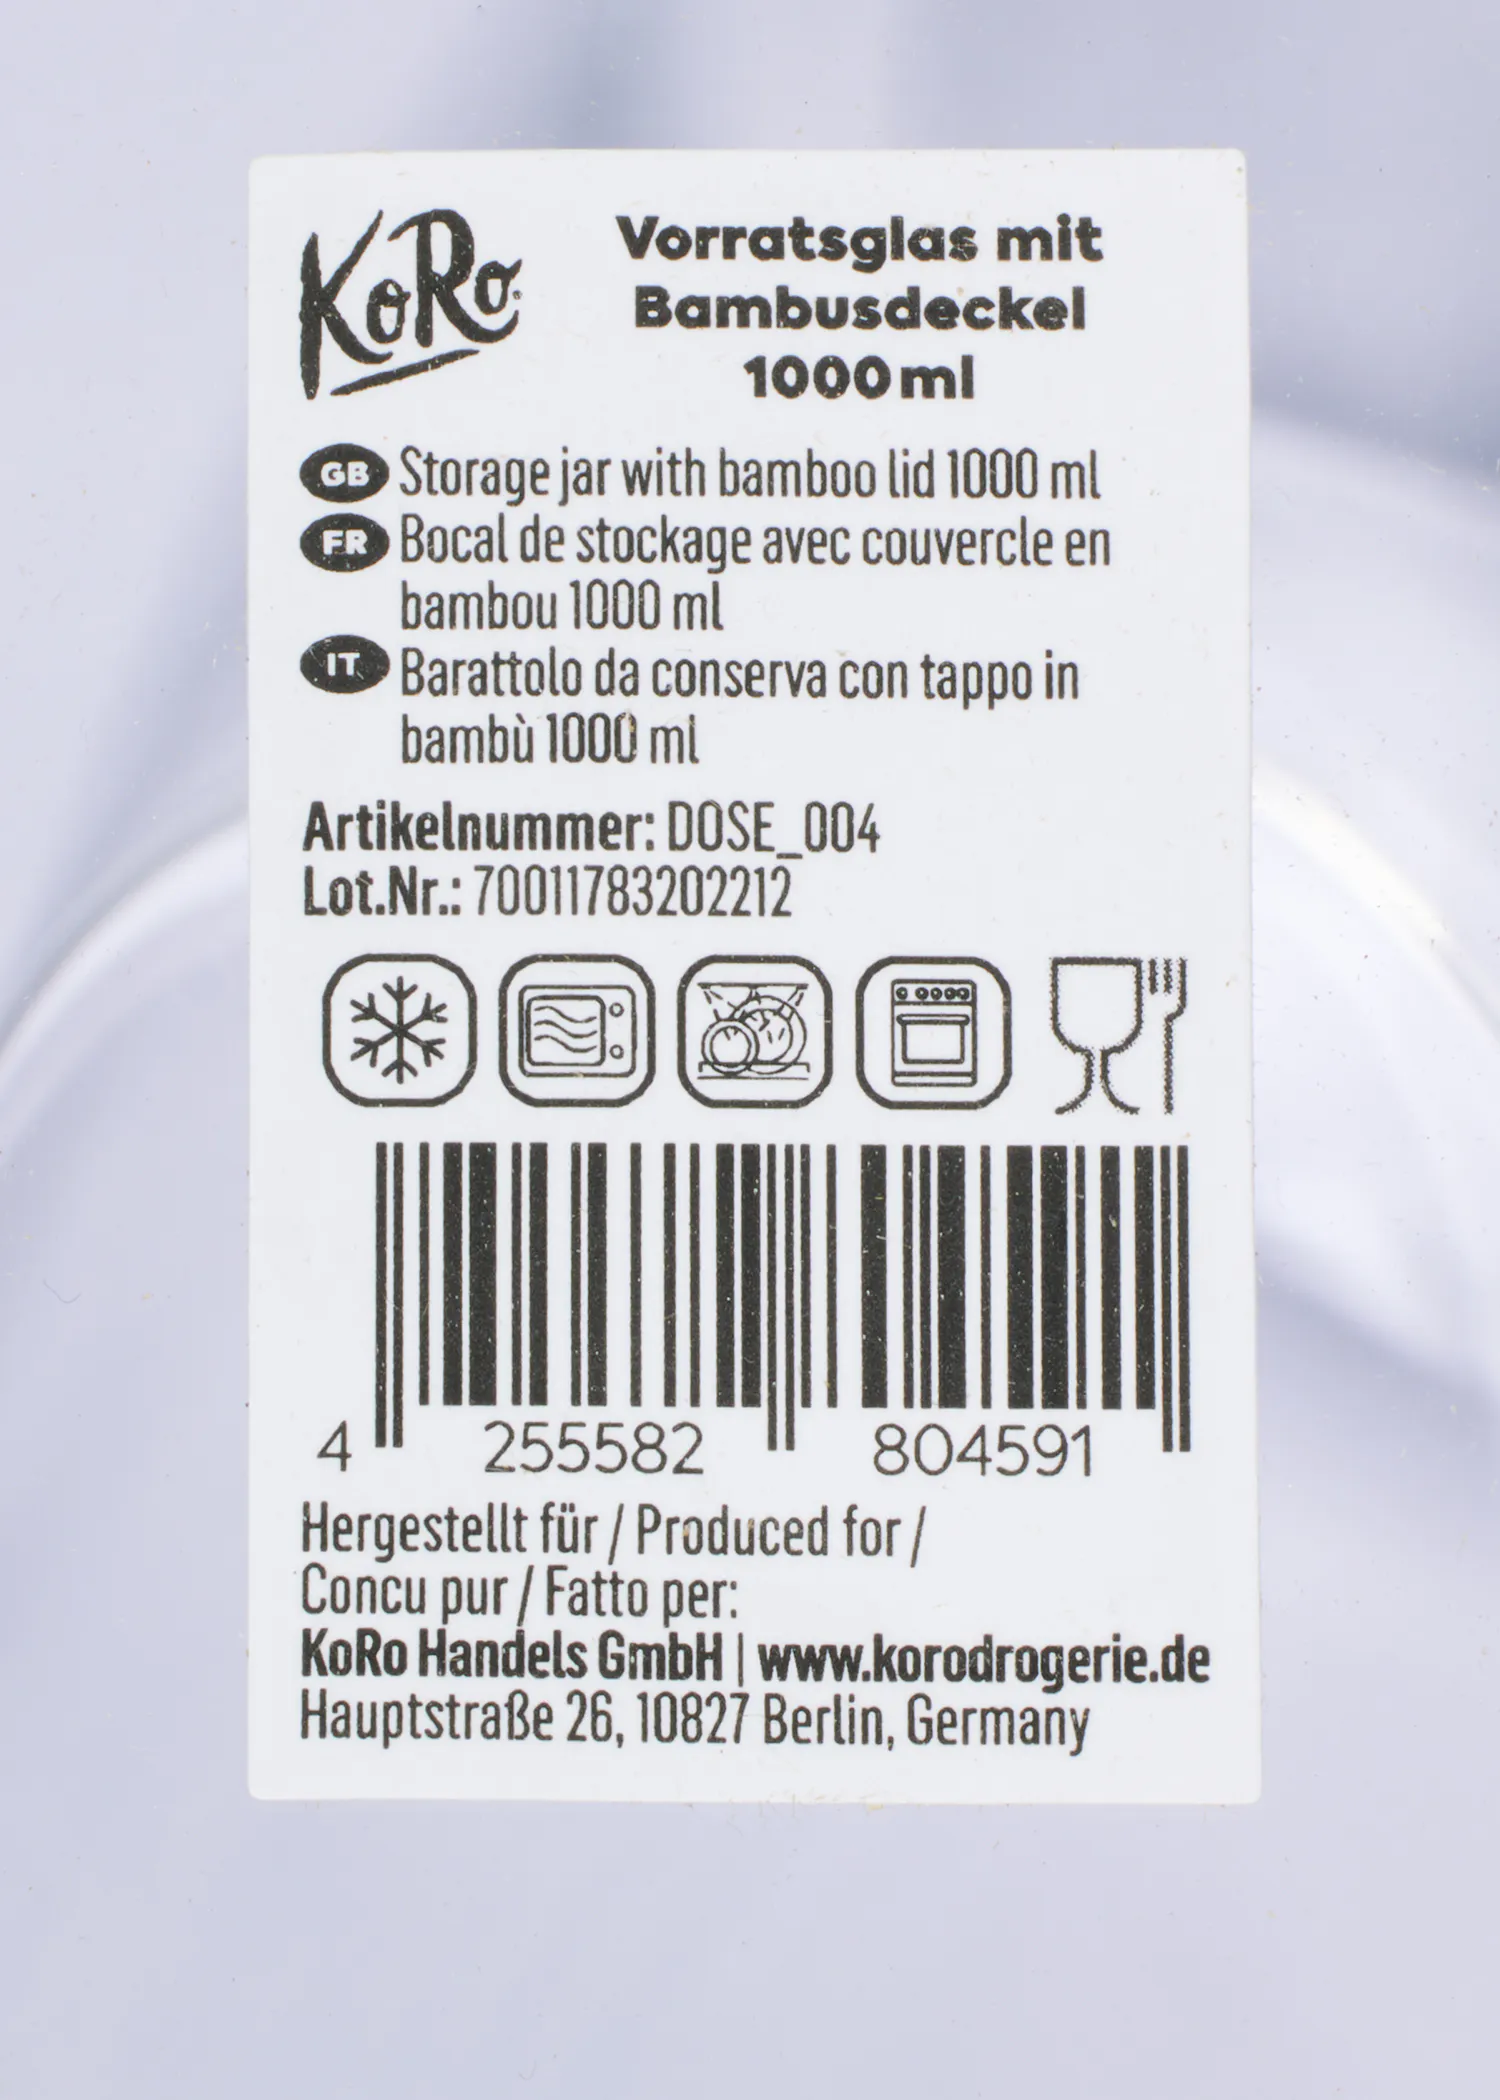 KoRo
Vorratsglas mit
Bambusdeckel
1000 ml
GB Storage jar with bamboo lid 1000 ml
FR Bocal de stockage avec couvercle en
bambou 1000 ml
IT Barattolo da conserva con tappo in
bambù 1000 ml
Artikelnummer: DOSE_004
Lot.Nr.: 70011783202212
4 255582 804591
Hergestellt für / Produced for /
Concu pur / Fatto per:
KoRo Handels GmbH | www.korodrogerie.de
Hauptstraße 26, 10827 Berlin, Germany